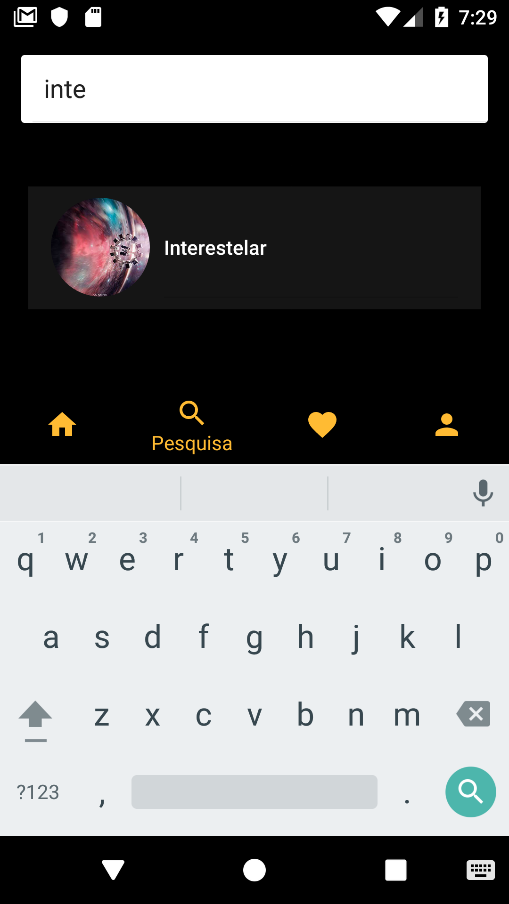 7:29
inte
Interestelar
Pesquisa
1 2 3 4 5 6 7 8 9 0
q w e r t y u i o p
a s d f g h j k l
z x c v b n m
?123 , .